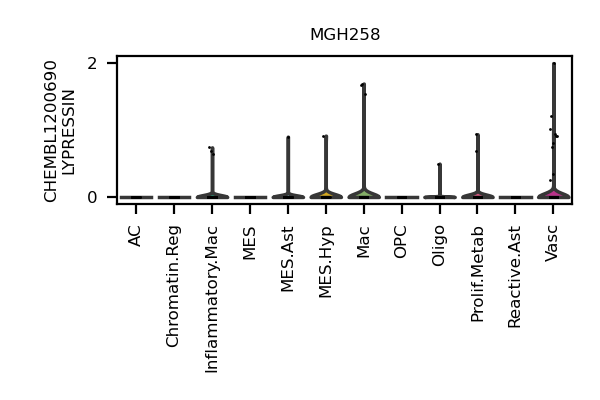 MGH258
CHEMBL1200690
LYPRESSIN
2
0
AC
Chromatin.Reg
Inflammatory.Mac
MES
MES.Ast
MES.Hyp
Mac
OPC
Oligo
Prolif.Metab
Reactive.Ast
Vasc